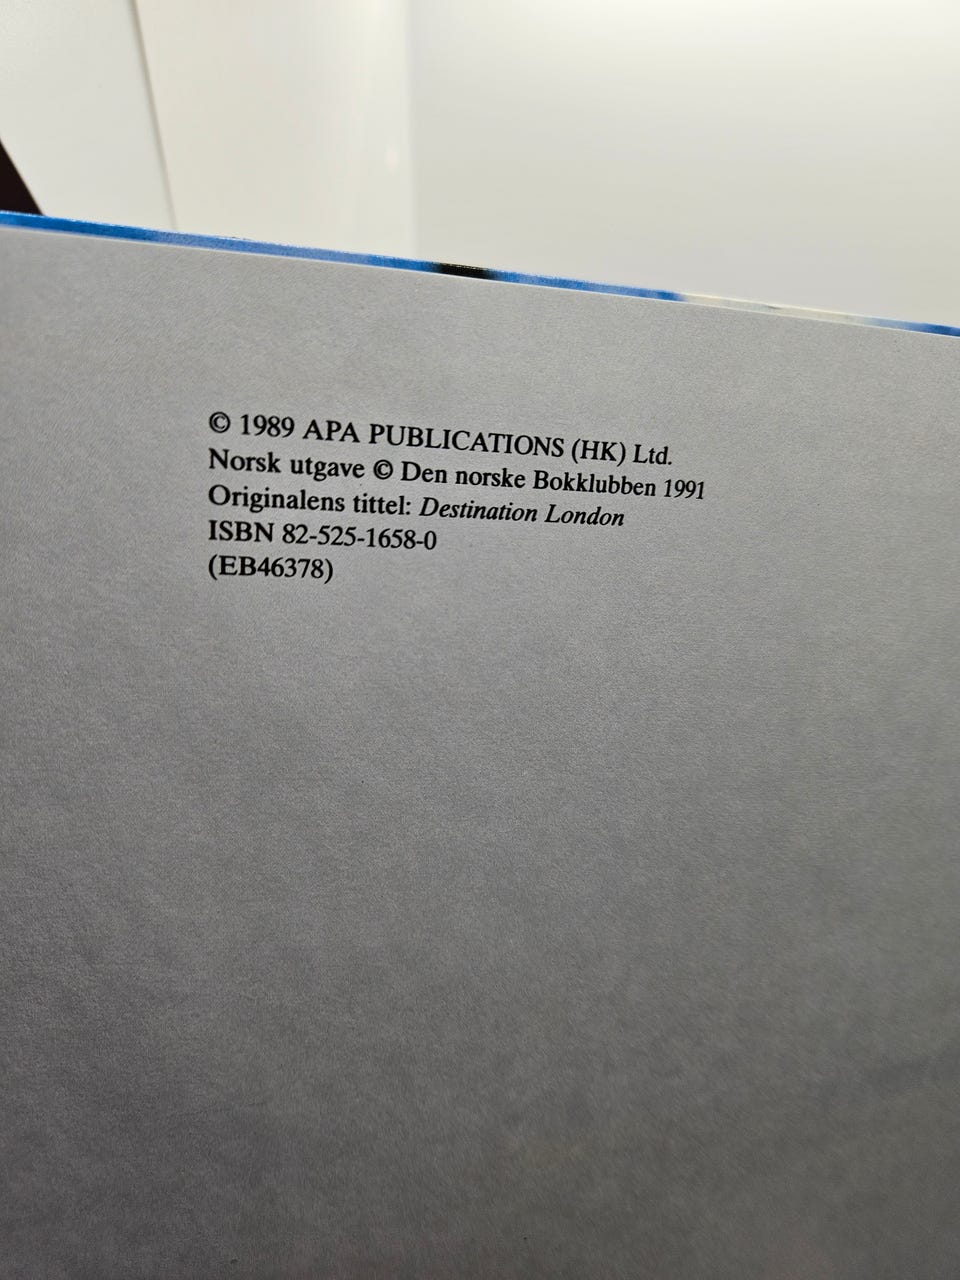 © 1989 APA PUBLICATIONS (HK) Ltd.
Norsk utgave © Den norske Bokklubben 1991
Originalens tittel: Destination London
ISBN 82-525-1658-0
(EB46378)